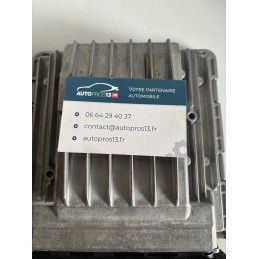 AUTOPROS13.FR
VOTRE PARTENAIRE
AUTOMOBILE
06 64 29 40 37
contact@autopros13.fr
autopros13.fr